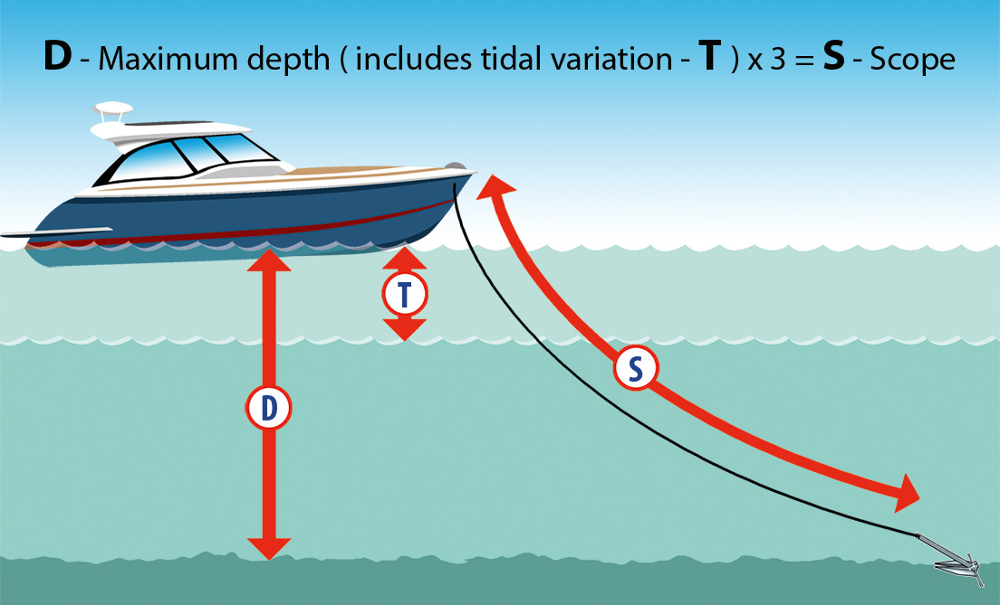 D - Maximum depth ( includes tidal variation - T ) x 3 = S - Scope
T
S
D